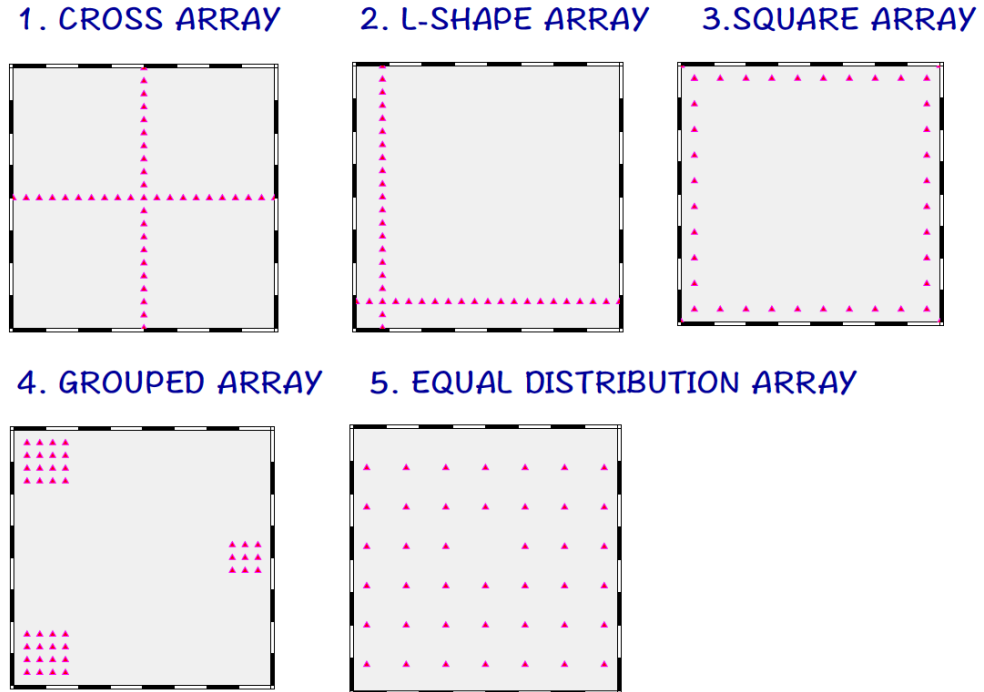 1. CROSS ARRAY
2. L-SHAPE ARRAY
3.SQUARE ARRAY
4. GROUPED ARRAY
5. EQUAL DISTRIBUTION ARRAY